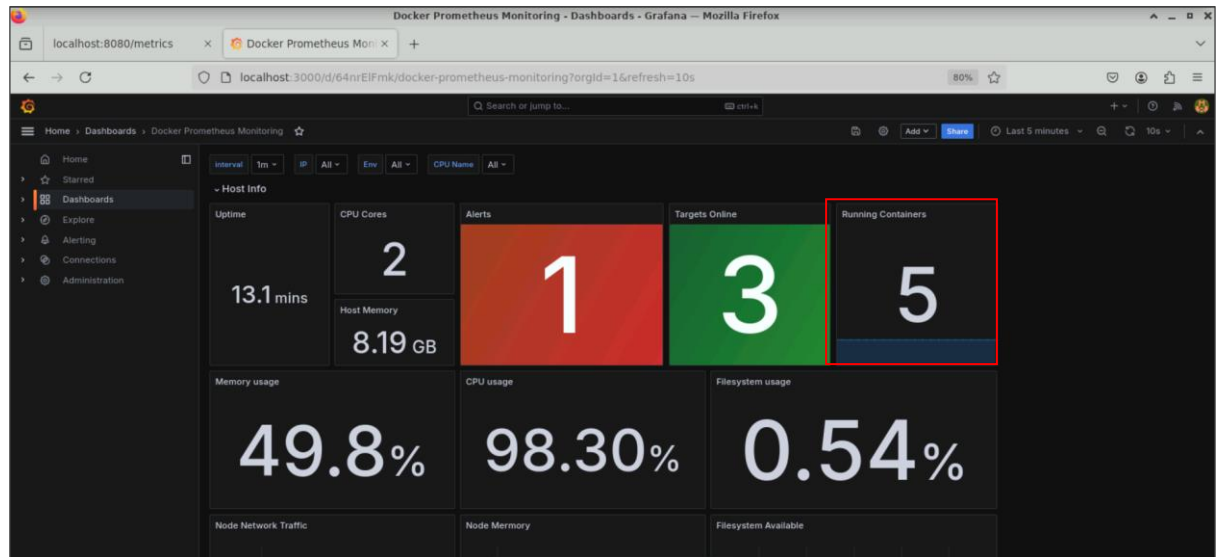 Docker Prometheus Monitoring - Dashboards - Grafana — Mozilla Firefox
localhost:8080/metrics
Docker Prometheus Moni
localhost:3000/d/64nrElFmk/docker-prometheus-monitoring?orgId=1&refresh=10s
80%
Search or jump to...
ctrl+k
Home › Dashboards › Docker Prometheus Monitoring
Add
Share
Last 5 minutes
10s
Home
Starred
Dashboards
Explore
Alerting
Connections
Administration
interval 1m
IP All
Env All
CPU Name All
Host Info
Uptime
13.1 mins
CPU Cores
2
Host Memory
8.19 GB
Alerts
1
Targets Online
3
Running Containers
5
Memory usage
49.8%
CPU usage
98.30%
Filesystem usage
0.54%
Node Network Traffic
Node Mermory
Filesystem Available